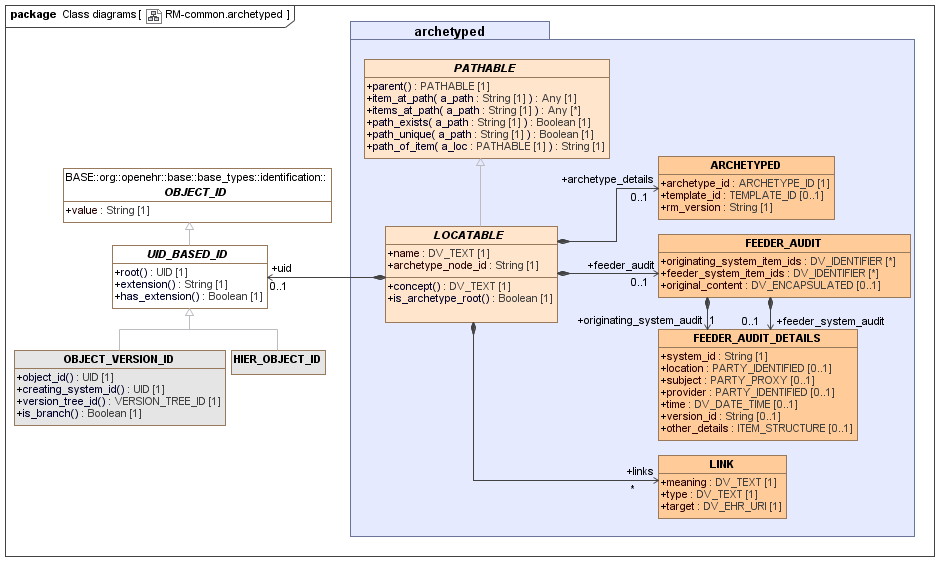 package Class diagrams [ RM-common.archetyped ]
archetyped
PATHABLE
+parent() : PATHABLE [1]
+item_at_path( a_path : String [1] ) : Any [1]
+items_at_path( a_path : String [1] ) : Any [*]
+path_exists( a_path : String [1] ) : Boolean [1]
+path_unique( a_path : String [1] ) : Boolean [1]
+path_of_item( a_loc : PATHABLE [1] ) : String [1]
BASE::org::openehr::base::base_types::identification::
OBJECT_ID
+value : String [1]
UID_BASED_ID
+root() : UID [1]
+extension() : String [1]
+has_extension() : Boolean [1]
OBJECT_VERSION_ID
+object_id() : UID [1]
+creating_system_id() : UID [1]
+version_tree_id() : VERSION_TREE_ID [1]
+is_branch() : Boolean [1]
HIER_OBJECT_ID
+uid
0..1
LOCATABLE
+name : DV_TEXT [1]
+archetype_node_id : String [1]
+concept() : DV_TEXT [1]
+is_archetype_root() : Boolean [1]
+archetype_details
0..1
ARCHETYPED
+archetype_id : ARCHETYPE_ID [1]
+template_id : TEMPLATE_ID [0..1]
+rm_version : String [1]
+feeder_audit
0..1
FEEDER_AUDIT
+originating_system_item_ids : DV_IDENTIFIER [*]
+feeder_system_item_ids : DV_IDENTIFIER [*]
+original_content : DV_ENCAPSULATED [0..1]
+originating_system_audit 1
0..1 +feeder_system_audit
FEEDER_AUDIT_DETAILS
+system_id : String [1]
+location : PARTY_IDENTIFIED [0..1]
+subject : PARTY_PROXY [0..1]
+provider : PARTY_IDENTIFIED [0..1]
+time : DV_DATE_TIME [0..1]
+version_id : String [0..1]
+other_details : ITEM_STRUCTURE [0..1]
+links
*
LINK
+meaning : DV_TEXT [1]
+type : DV_TEXT [1]
+target : DV_EHR_URI [1]